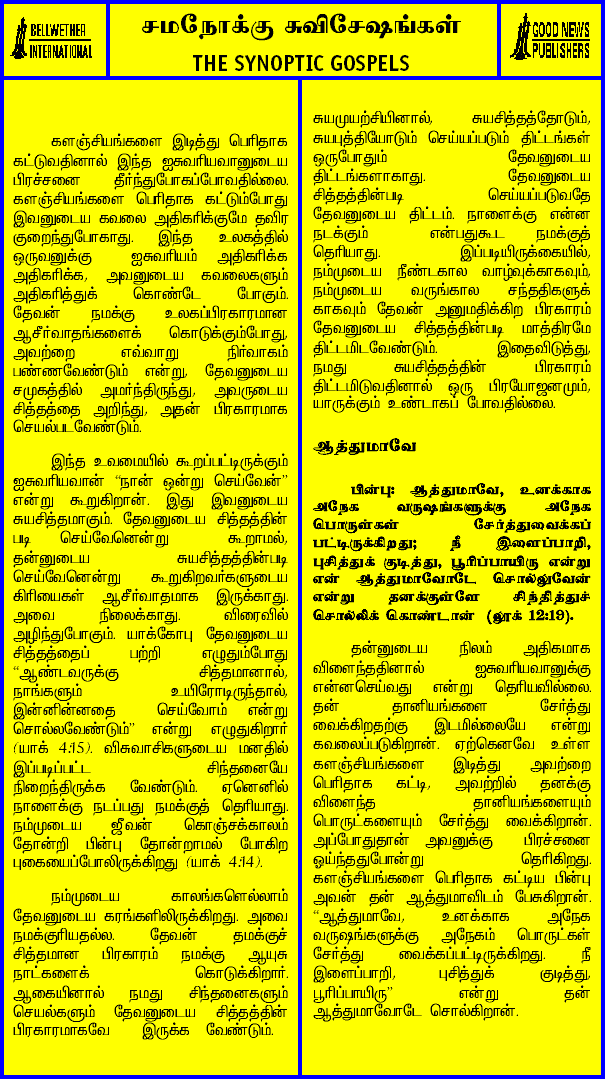 BELLWETHER
INTERNATIONAL
சமநோக்கு சுவிசேஷங்கள்
THE SYNOPTIC GOSPELS
GOOD NEWS
PUBLISHERS
களஞ்சியங்களை இடித்து பெரிதாக
கட்டுவதினால் இந்த ஐசுவரியவானுடைய
பிரச்சனை தீர்ந்துபோகப்போவதில்லை.
களஞ்சியங்களை பெரிதாக கட்டும்போது
இவனுடைய கவலை அதிகரிக்குமே தவிர
குறைந்துபோகாது. இந்த உலகத்தில்
ஒருவனுக்கு ஐசுவரியம் அதிகரிக்க
அதிகரிக்க, அவனுடைய கவலைகளும்
அதிகரித்துக் கொண்டே போகும்.
தேவன் நமக்கு உலகப்பிரகாரமான
ஆசீர்வாதங்களைக் கொடுக்கும்போது,
அவற்றை எவ்வாறு நிர்வாகம்
பண்ணவேண்டும் என்று, தேவனுடைய
சமுகத்தில் அமர்ந்திருந்து, அவருடைய
சித்தத்தை அறிந்து, அதன் பிரகாரமாக
செயல்படவேண்டும்.
இந்த உவமையில் கூறப்பட்டிருக்கும்
ஐசுவரியவான் “நான் ஒன்று செய்வேன்”
என்று கூறுகிறான். இது இவனுடைய
சுயசித்தமாகும். தேவனுடைய சித்தத்தின்
படி செய்வேனென்று கூறாமல்,
தன்னுடைய சுயசித்தத்தின்படி
செய்வேனென்று கூறுகிறவர்களுடைய
கிரியைகள் ஆசீர்வாதமாக இருக்காது.
அவை நிலைக்காது. விரைவில்
அழிந்துபோகும். யாக்கோபு தேவனுடைய
சித்தத்தைப் பற்றி எழுதும்போது
“ஆண்டவருக்கு சித்தமானால்,
நாங்களும் உயிரோடிருந்தால்,
இன்னின்னதை செய்வோம் என்று
சொல்லவேண்டும்” என்று எழுதுகிறார்
(யாக் 4:15). விசுவாசிகளுடைய மனதில்
இப்படிப்பட்ட சிந்தனையே
நிறைந்திருக்க வேண்டும். ஏனெனில்
நாளைக்கு நடப்பது நமக்குத் தெரியாது.
நம்முடைய ஜீவன் கொஞ்சக்காலம்
தோன்றி பின்பு தோன்றாமல் போகிற
புகையைப்போலிருக்கிறது (யாக் 4:14).
நம்முடைய காலங்களெல்லாம்
தேவனுடைய கரங்களிலிருக்கிறது. அவை
நமக்குரியதல்ல. தேவன் தமக்குச்
சித்தமான பிரகாரம் நமக்கு ஆயுசு
நாட்களைக் கொடுக்கிறார்.
ஆகையினால் நமது சிந்தனைகளும்
செயல்களும் தேவனுடைய சித்தத்தின்
பிரகாரமாகவே இருக்க வேண்டும்.
சுயமுயற்சியினால், சுயசித்தத்தோடும்,
சுயபுத்தியோடும் செய்யப்படும் திட்டங்கள்
ஒருபோதும் தேவனுடைய
திட்டங்களாகாது. தேவனுடைய
சித்தத்தின்படி செய்யப்படுவதே
தேவனுடைய திட்டம். நாளைக்கு என்ன
நடக்கும் என்பதுகூட நமக்குத்
தெரியாது. இப்படியிருக்கையில்,
நம்முடைய நீண்டகால வாழ்வுக்காகவும்,
நம்முடைய வருங்கால சந்ததிகளுக்
காகவும் தேவன் அனுமதிக்கிற பிரகாரம்
தேவனுடைய சித்தத்தின்படி மாத்திரமே
திட்டமிடவேண்டும். இதைவிடுத்து,
நமது சுயசித்தத்தின் பிரகாரம்
திட்டமிடுவதினால் ஒரு பிரயோஜனமும்,
யாருக்கும் உண்டாகப் போவதில்லை.
ஆத்துமாவே
பின்பு: ஆத்துமாவே, உனக்காக
அநேக வருஷங்களுக்கு அநேக
பொருள்கள் சேர்த்துவைக்கப்
பட்டிருக்கிறது; நீ இளைப்பாறி,
புசித்துக் குடித்து, பூரிப்பாயிரு என்று
என் ஆத்துமாவோடே சொல்லுவேன்
என்று தனக்குள்ளே சிந்தித்துச்
சொல்லிக் கொண்டான் (லூக் 12:19).
தன்னுடைய நிலம் அதிகமாக
விளைந்ததினால் ஐசுவரியவானுக்கு
என்னசெய்வது என்று தெரியவில்லை.
தன் தானியங்களை சேர்த்து
வைக்கிறதற்கு இடமில்லையே என்று
கவலைப்படுகிறான். ஏற்கெனவே உள்ள
களஞ்சியங்களை இடித்து அவற்றை
பெரிதாக கட்டி, அவற்றில் தனக்கு
விளைந்த தானியங்களையும்
பொருட்களையும் சேர்த்து வைக்கிறான்.
அப்போதுதான் அவனுக்கு பிரச்சனை
ஓய்ந்ததுபோன்று தெரிகிறது.
களஞ்சியங்களை பெரிதாக கட்டிய பின்பு
அவன் தன் ஆத்துமாவிடம் பேசுகிறான்.
“ஆத்துமாவே, உனக்காக அநேக
வருஷங்களுக்கு அநேகம் பொருட்கள்
சேர்த்து வைக்கப்பட்டிருக்கிறது. நீ
இளைப்பாறி, புசித்துக் குடித்து,
பூரிப்பாயிரு” என்று தன்
ஆத்துமாவோடே சொல்கிறான்.